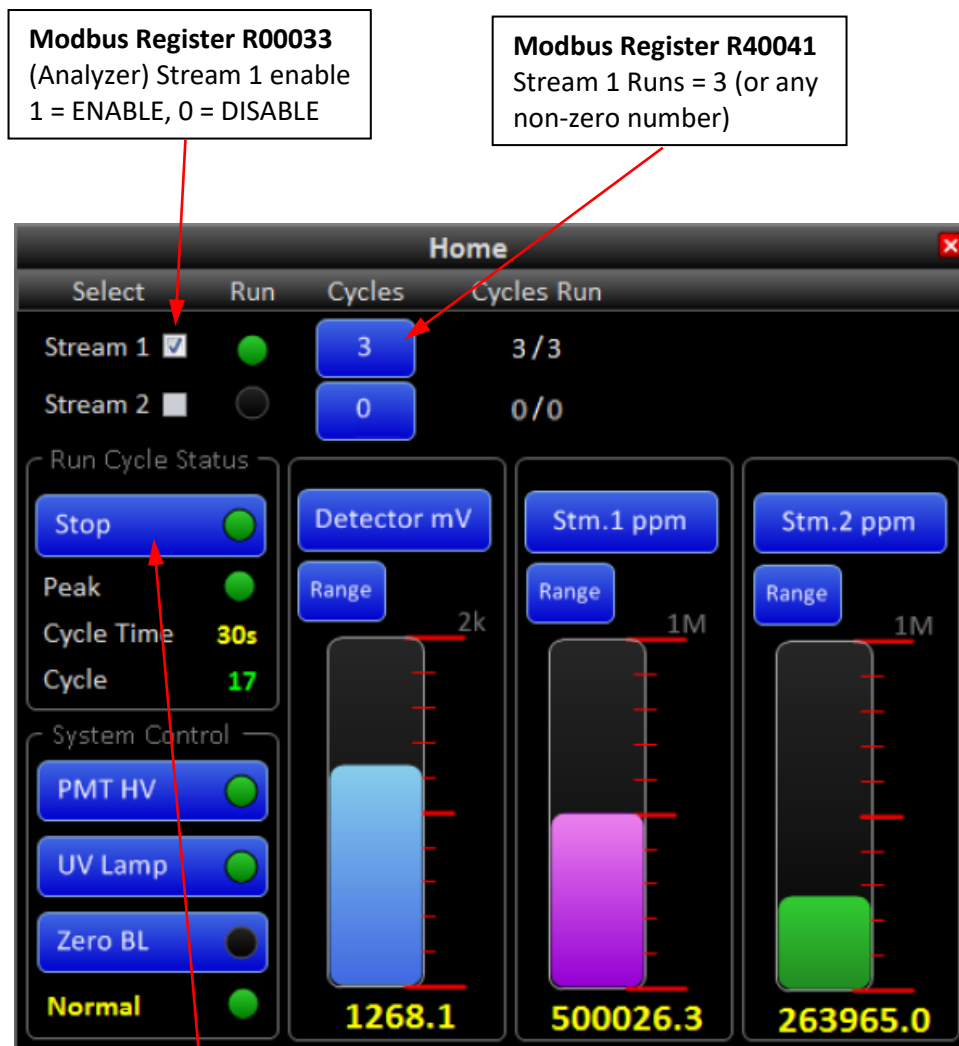 Modbus Register R00033
(Analyzer) Stream 1 enable
1 = ENABLE, 0 = DISABLE
Modbus Register R40041
Stream 1 Runs = 3 (or any
non-zero number)
Home
Select Run Cycles Cycles Run
Stream 1 3 3/3
Stream 2 0 0/0
Run Cycle Status
Stop
Peak
Cycle Time 30s
Cycle 17
System Control
PMT HV
UV Lamp
Zero BL
Normal
Detector mV
Range
2k
1268.1
Stm.1 ppm
Range
1M
500026.3
Stm.2 ppm
Range
1M
263965.0